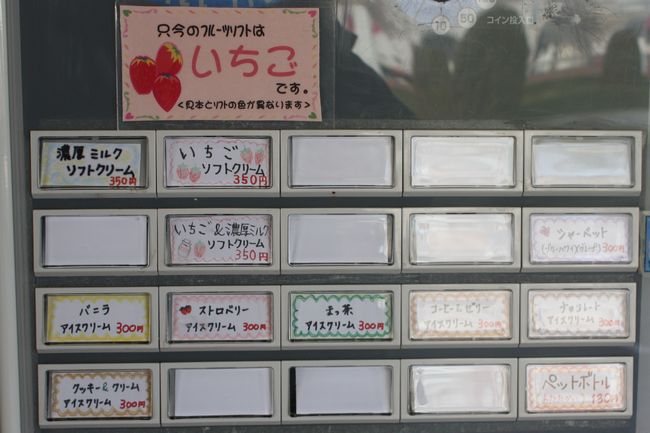 10
50
コイン投入口
只今のフルーツソフトは
いちご
です。
<見本とソフトの色が異なります>
濃厚ミルク
ソフトクリーム
350円
いちご
ソフトクリーム
350円
いちご&濃厚ミルク
ソフトクリーム
350円
シャーベット
300円
バニラ
アイスクリーム 300円
ストロベリー
アイスクリーム 300円
まっ茶
アイスクリーム 300円
アイスクリーム 300円
チョコレート
アイスクリーム 300円
クッキー&クリーム
アイスクリーム 300円
ペットボトル
130円